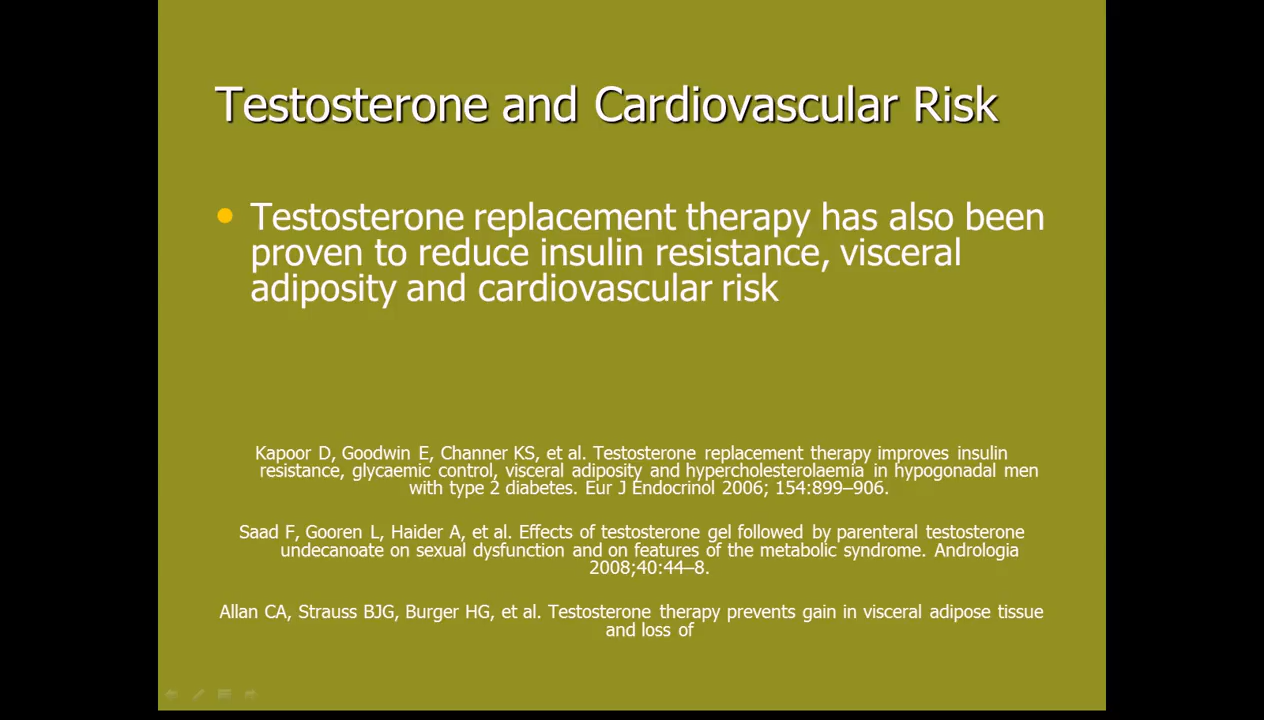 Testosterone and Cardiovascular Risk
Testosterone replacement therapy has also been
proven to reduce insulin resistance, visceral
adiposity and cardiovascular risk
Kapoor D, Goodwin E, Channer KS, et al. Testosterone replacement therapy improves insulin
resistance, glycaemic control, visceral adiposity and hypercholesterolaemia in hypogonadal men
with type 2 diabetes. Eur J Endocrinol 2006; 154:899–906.
Saad F, Gooren L, Haider A, et al. Effects of testosterone gel followed by parenteral testosterone
undecanoate on sexual dysfunction and on features of the metabolic syndrome. Andrologia
2008;40:44–8.
Allan CA, Strauss BJG, Burger HG, et al. Testosterone therapy prevents gain in visceral adipose tissue
and loss of